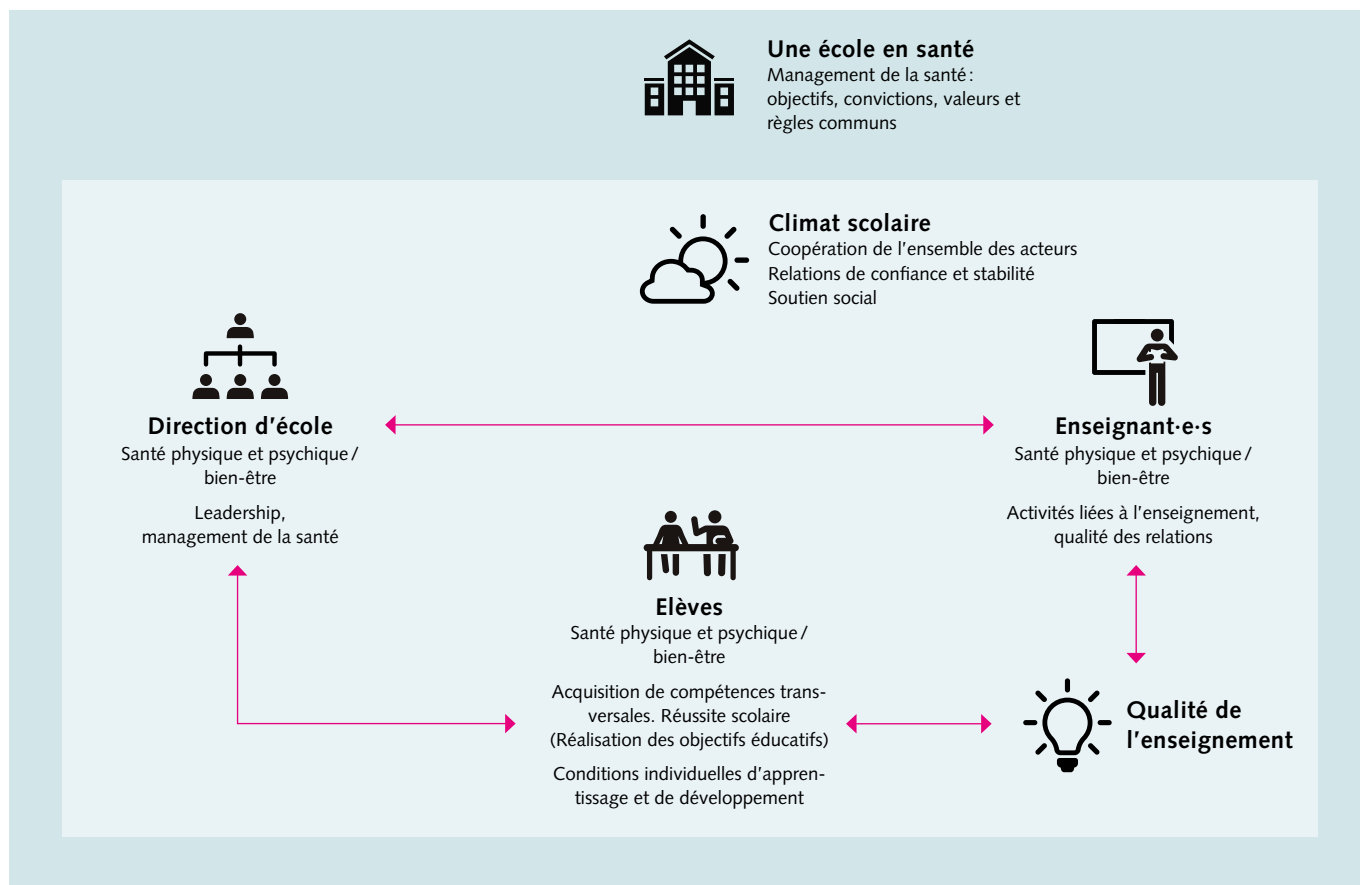 Une école en santé
Management de la santé :
objectifs, convictions, valeurs et
règles communs
Climat scolaire
Coopération de l'ensemble des acteurs
Relations de confiance et stabilité
Soutien social
Direction d'école
Santé physique et psychique /
bien-être
Leadership,
management de la santé
Enseignant·e·s
Santé physique et psychique /
bien-être
Activités liées à l'enseignement,
qualité des relations
Elèves
Santé physique et psychique /
bien-être
Acquisition de compétences trans-
versales. Réussite scolaire
(Réalisation des objectifs éducatifs)
Conditions individuelles d'appren-
tissage et de développement
Qualité de
l'enseignement